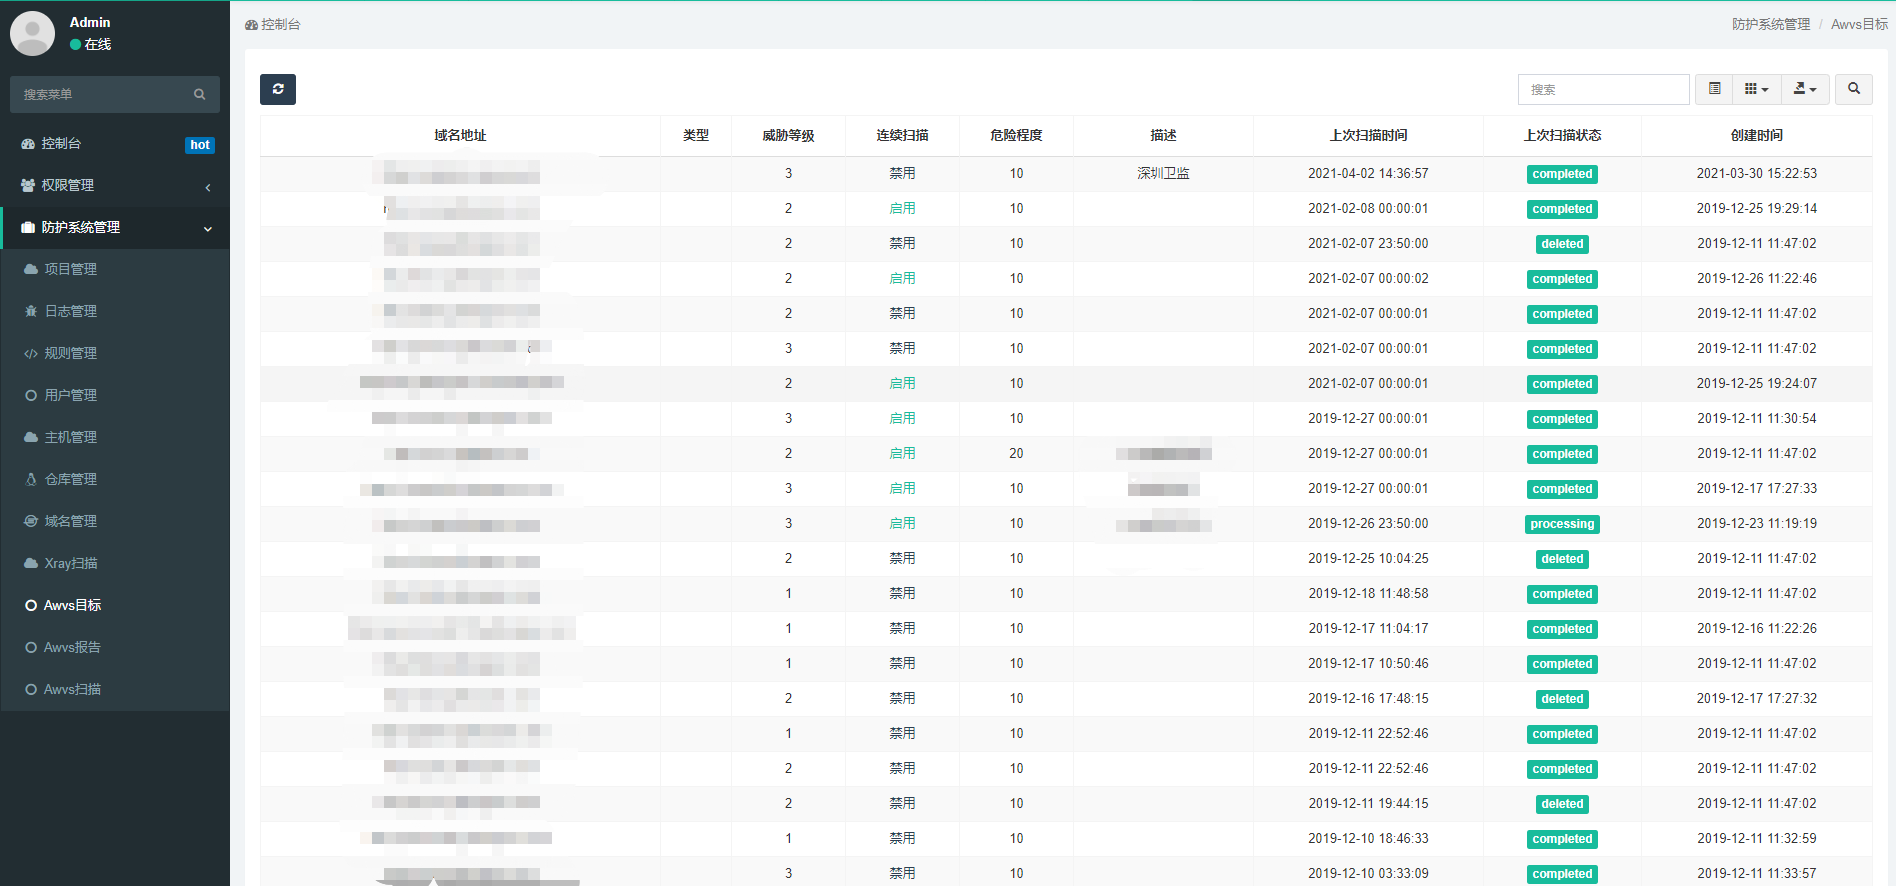 Admin
在线
搜索菜单
控制台
hot
权限管理
防护系统管理
项目管理
日志管理
规则管理
用户管理
主机管理
仓库管理
域名管理
Xray扫描
Awvs目标
Awvs报告
Awvs扫描
控制台
防护系统管理 / Awvs目标
搜索
域名地址 类型 威胁等级 连续扫描 危险程度 描述 上次扫描时间 上次扫描状态 创建时间
3 禁用 10 深圳卫监 2021-04-02 14:36:57 completed 2021-03-30 15:22:53
2 启用 10 2021-02-08 00:00:01 completed 2019-12-25 19:29:14
2 禁用 10 2021-02-07 23:50:00 deleted 2019-12-11 11:47:02
2 启用 10 2021-02-07 00:00:02 completed 2019-12-26 11:22:46
2 禁用 10 2021-02-07 00:00:01 completed 2019-12-11 11:47:02
3 禁用 10 2021-02-07 00:00:01 completed 2019-12-11 11:47:02
2 启用 10 2021-02-07 00:00:01 completed 2019-12-25 19:24:07
3 启用 10 2019-12-27 00:00:01 completed 2019-12-11 11:30:54
2 启用 20 2019-12-27 00:00:01 completed 2019-12-11 11:47:02
3 启用 10 2019-12-27 00:00:01 completed 2019-12-17 17:27:33
3 启用 10 2019-12-26 23:50:00 processing 2019-12-23 11:19:19
2 禁用 10 2019-12-25 10:04:25 deleted 2019-12-11 11:47:02
1 禁用 10 2019-12-18 11:48:58 completed 2019-12-11 11:47:02
1 禁用 10 2019-12-17 11:04:17 completed 2019-12-16 11:22:26
1 禁用 10 2019-12-17 10:50:46 completed 2019-12-11 11:47:02
2 禁用 10 2019-12-16 17:48:15 deleted 2019-12-17 17:27:32
1 禁用 10 2019-12-11 22:52:46 completed 2019-12-11 11:47:02
2 禁用 10 2019-12-11 22:52:46 completed 2019-12-11 11:47:02
2 禁用 10 2019-12-11 19:44:15 deleted 2019-12-11 11:47:02
1 禁用 10 2019-12-10 18:46:33 completed 2019-12-11 11:32:59
3 禁用 10 2019-12-10 03:33:09 completed 2019-12-11 11:33:57